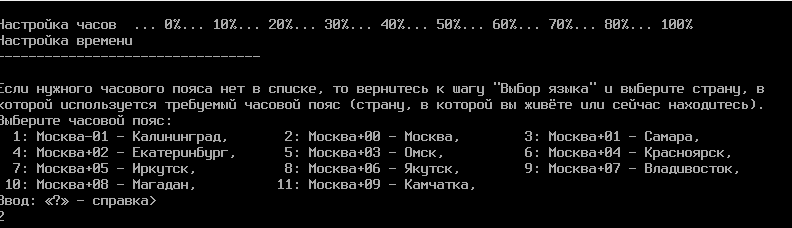 Настройка часов ... 0%... 10%... 20%... 30%... 40%... 50%... 60%... 70%... 80%... 100%
Настройка времени
----------------------------------
Если нужного часового пояса нет в списке, то вернитесь к шагу "Выбор языка" и выберите страну, в
которой используется требуемый часовой пояс (страну, в которой вы живёте или сейчас находитесь).
Выберите часовой пояс:
1: Москва-01 - Калининград, 2: Москва+00 - Москва, 3: Москва+01 - Самара,
4: Москва+02 - Екатеринбург, 5: Москва+03 - Омск, 6: Москва+04 - Красноярск,
7: Москва+05 - Иркутск, 8: Москва+06 - Якутск, 9: Москва+07 - Владивосток,
10: Москва+08 - Магадан, 11: Москва+09 - Камчатка,
Ввод: «?» - справка>
2